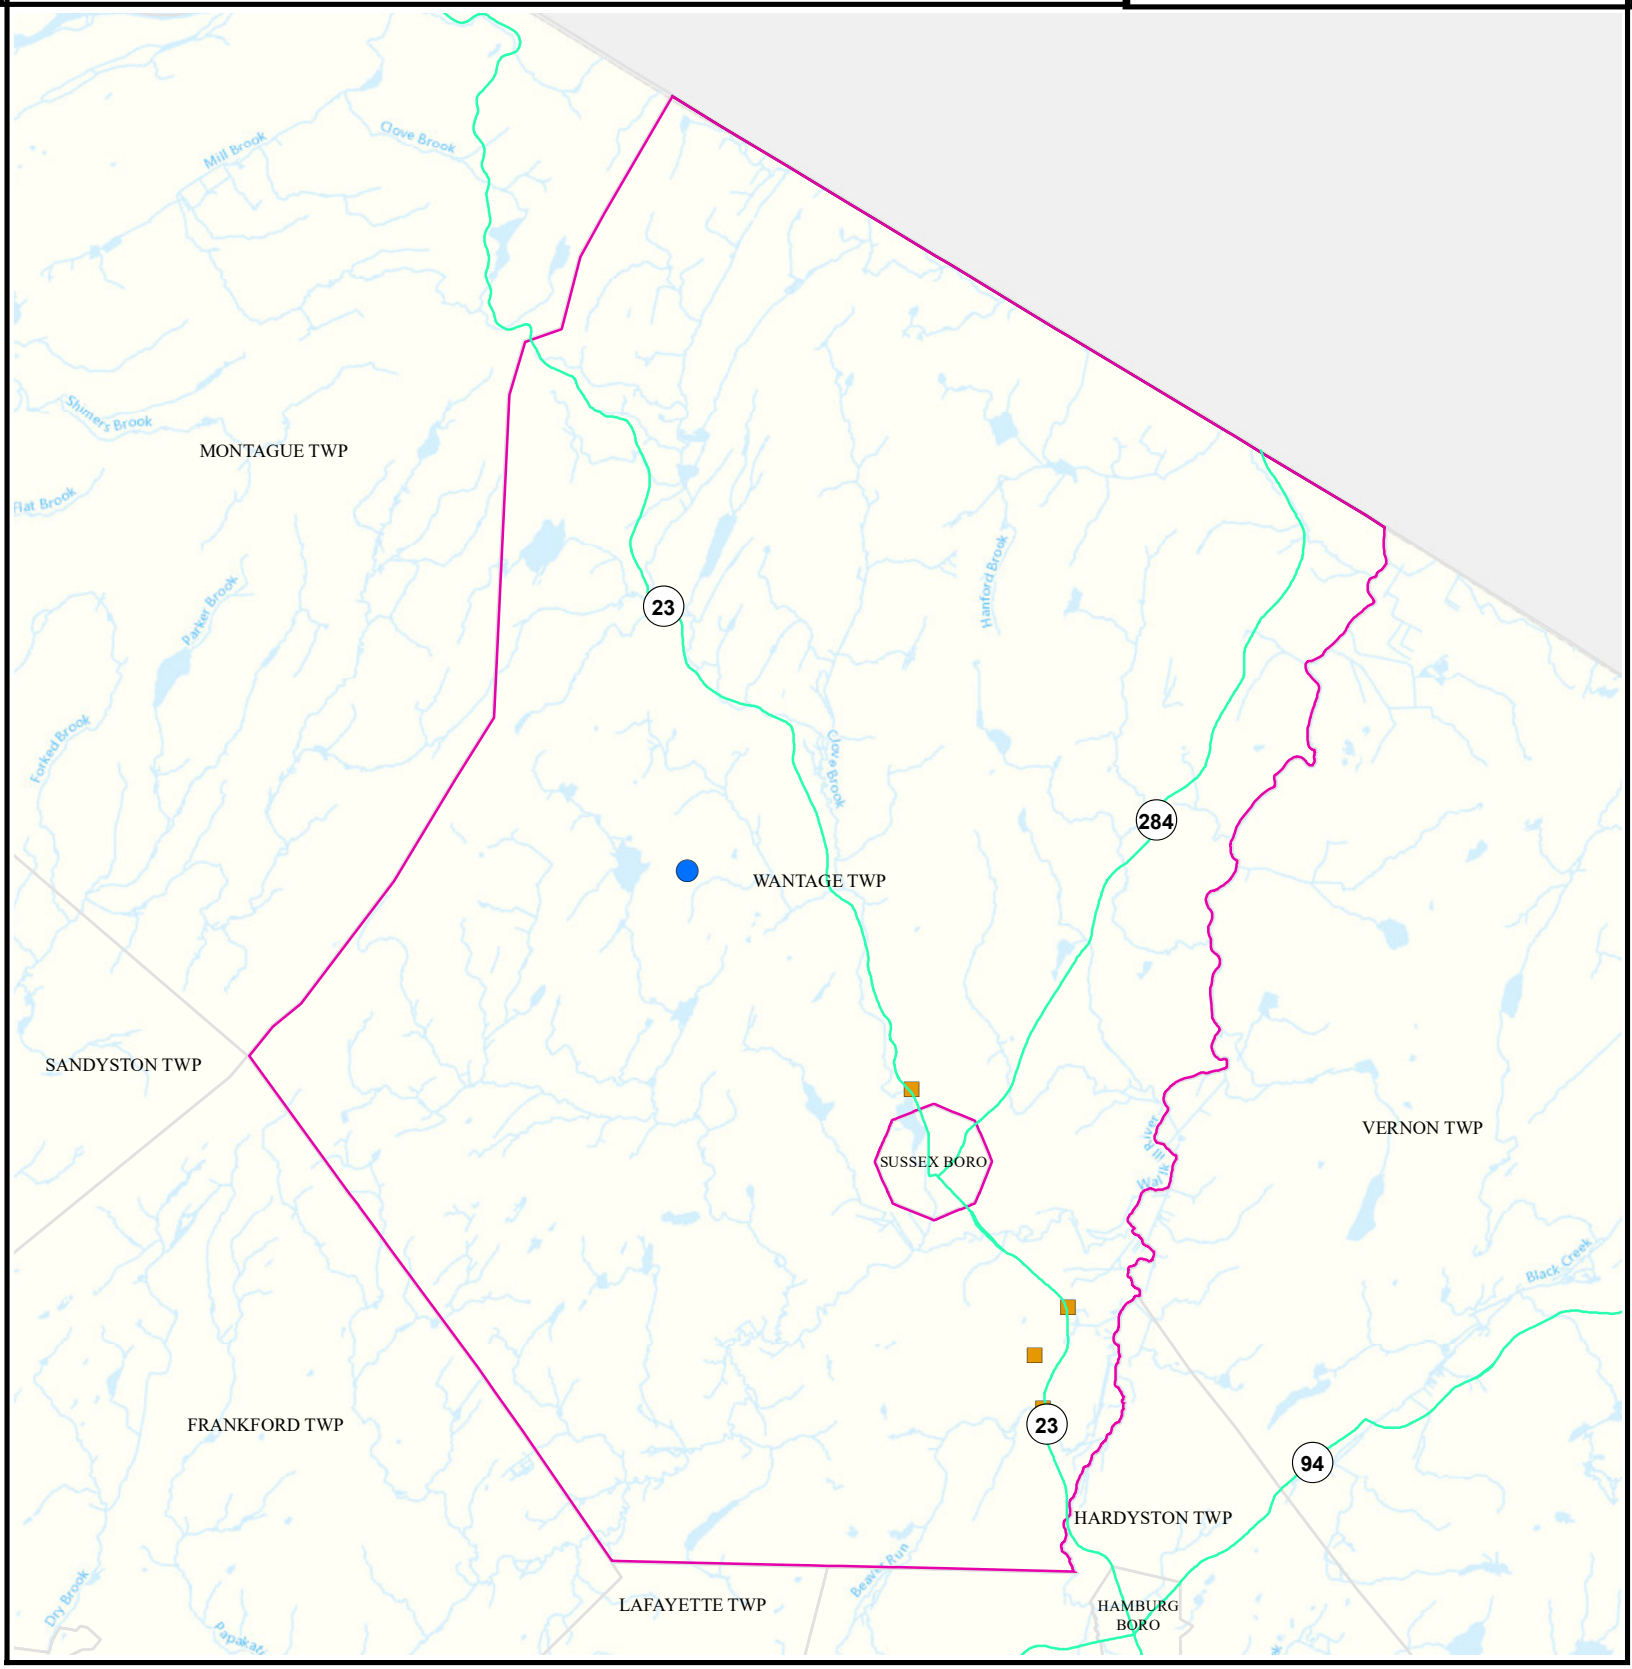 Mill Brook
Clove Brook
Shimers Brook
MONTAGUE TWP
Flat Brook
Hanford Brook
Parker Brook
23
Forked Brook
Clove Brook
284
WANTAGE TWP
SANDYSTON TWP
VERNON TWP
SUSSEX BORO
Wallkill River
Black Creek
FRANKFORD TWP
23
94
HARDYSTON TWP
Beaver Run
Dry Brook
LAFAYETTE TWP
HAMBURG
BORO